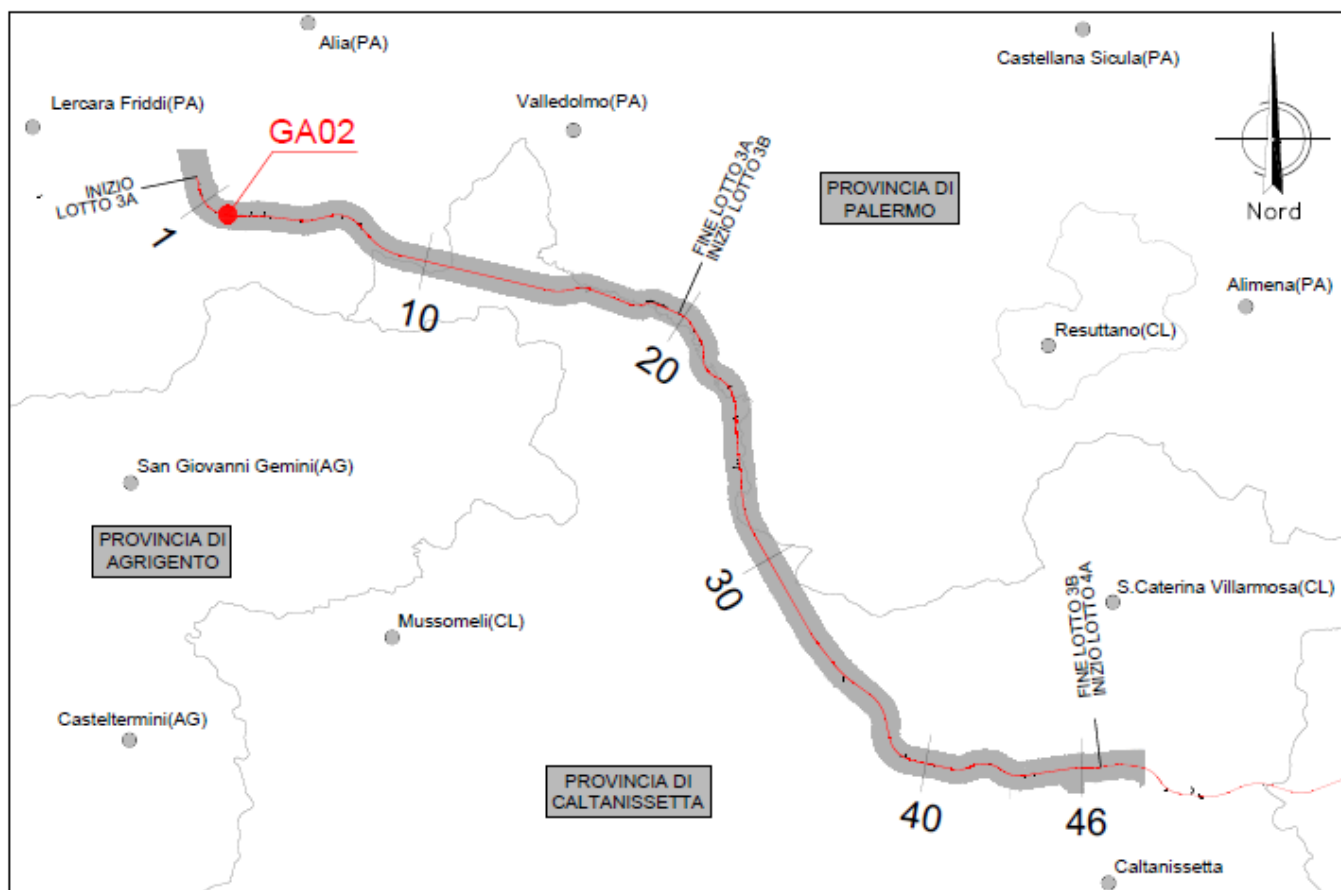 Alia(PA)
Castellana Sicula(PA)
Lercara Friddi(PA)
Valledolmo(PA)
GA02
INIZIO
LOTTO 3A
FINE LOTTO 3A
INIZIO LOTTO 3B
PROVINCIA DI
PALERMO
Nord
1
10
Alimena(PA)
20
Resuttano(CL)
San Giovanni Gemini(AG)
PROVINCIA DI
AGRIGENTO
30
FINE LOTTO 3B
INIZIO LOTTO 4A
S.Caterina Villarmosa(CL)
Mussomeli(CL)
Casteltermini(AG)
PROVINCIA DI
CALTANISSETTA
40
46
Caltanissetta